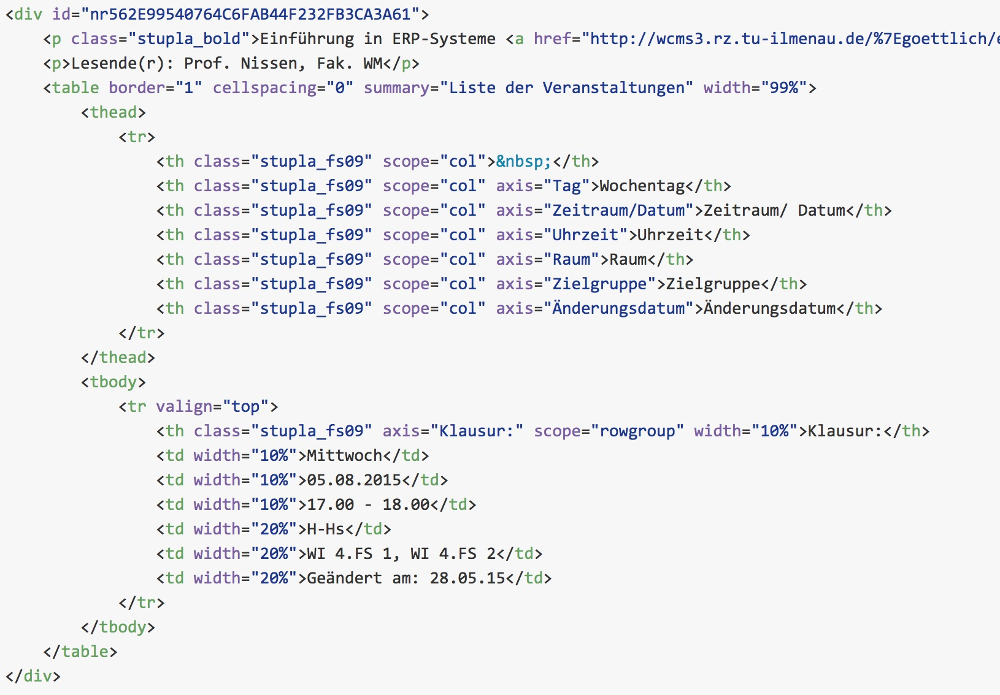 <div id="nr562E99540764C6FAB44F232FB3CA3A61">
<p class="stupla_bold">Einführung in ERP-Systeme <a href="http://wcms3.rz.tu-ilmenau.de/%7Egoettlich/
<p>Lesende(r): Prof. Nissen, Fak. WM</p>
<table border="1" cellspacing="0" summary="Liste der Veranstaltungen" width="99%">
<thead>
<tr>
<th class="stupla_fs09" scope="col">&nbsp;</th>
<th class="stupla_fs09" scope="col" axis="Tag">Wochentag</th>
<th class="stupla_fs09" scope="col" axis="Zeitraum/Datum">Zeitraum/ Datum</th>
<th class="stupla_fs09" scope="col" axis="Uhrzeit">Uhrzeit</th>
<th class="stupla_fs09" scope="col" axis="Raum">Raum</th>
<th class="stupla_fs09" scope="col" axis="Zielgruppe">Zielgruppe</th>
<th class="stupla_fs09" scope="col" axis="Änderungsdatum">Änderungsdatum</th>
</tr>
</thead>
<tbody>
<tr valign="top">
<th class="stupla_fs09" axis="Klausur:" scope="rowgroup" width="10%">Klausur:</th>
<td width="10%">Mittwoch</td>
<td width="10%">05.08.2015</td>
<td width="10%">17.00 - 18.00</td>
<td width="20%">H-Hs</td>
<td width="20%">WI 4.FS 1, WI 4.FS 2</td>
<td width="20%">Geändert am: 28.05.15</td>
</tr>
</tbody>
</table>
</div>